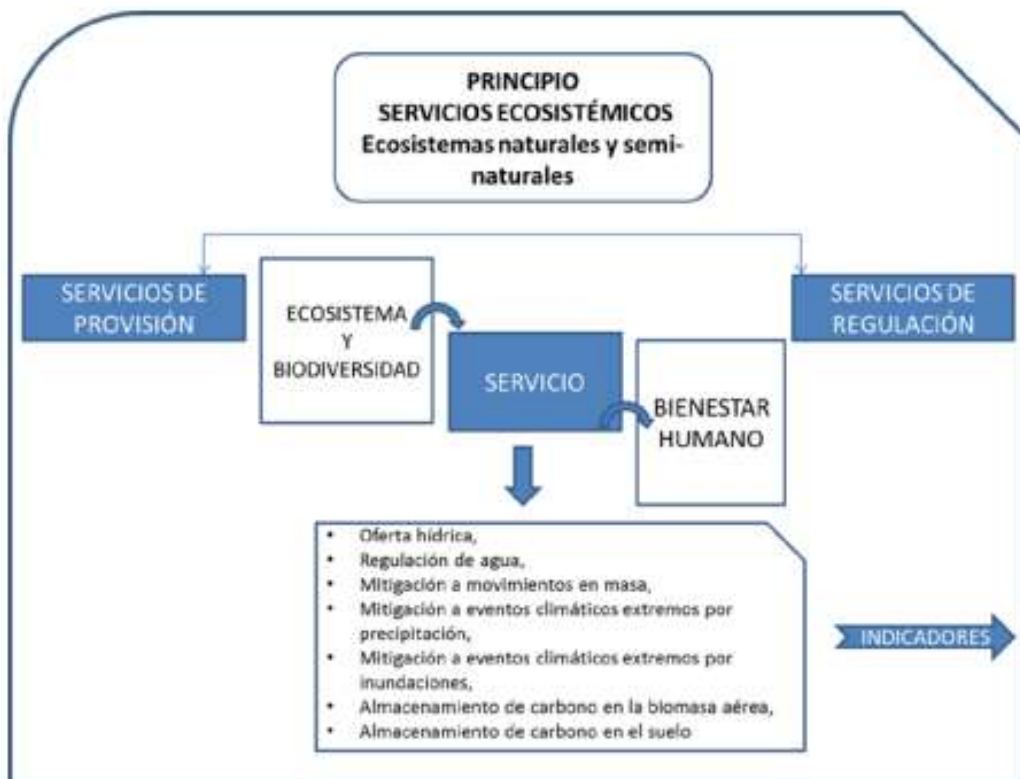 PRINCIPIO
SERVICIOS ECOSISTÉMICOS
Ecosistemas naturales y semi-
naturales
SERVICIOS DE
PROVISIÓN
ECOSISTEMA
Y
BIODIVERSIDAD
SERVICIO
BIENESTAR
HUMANO
SERVICIOS DE
REGULACIÓN
• Oferta hídrica,
• Regulación de agua,
• Mitigación a movimientos en masa,
• Mitigación a eventos climáticos extremos por
precipitación,
• Mitigación a eventos climáticos extremos por
inundaciones,
• Almacenamiento de carbono en la biomasa aérea,
• Almacenamiento de carbono en el suelo
INDICADORES